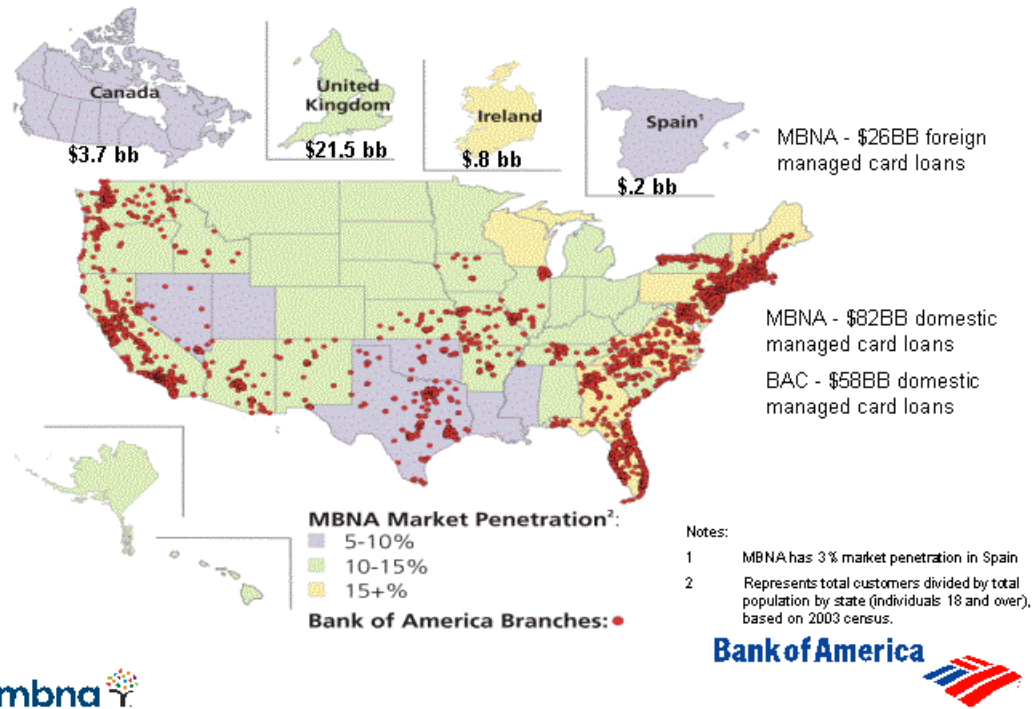 Canada
$3.7 bb
United
Kingdom
$21.5 bb
Ireland
$.8 bb
Spain¹
$.2 bb
MBNA - $26BB foreign
managed card loans
MBNA - $82BB domestic
managed card loans
BAC - $58BB domestic
managed card loans
MBNA Market Penetration²:
5-10%
10-15%
15+%
Bank of America Branches:
Notes:
1 MBNA has 3% market penetration in Spain
2 Represents total customers divided by total
population by state (individuals 18 and over),
based on 2003 census.
Bank of America
mbna